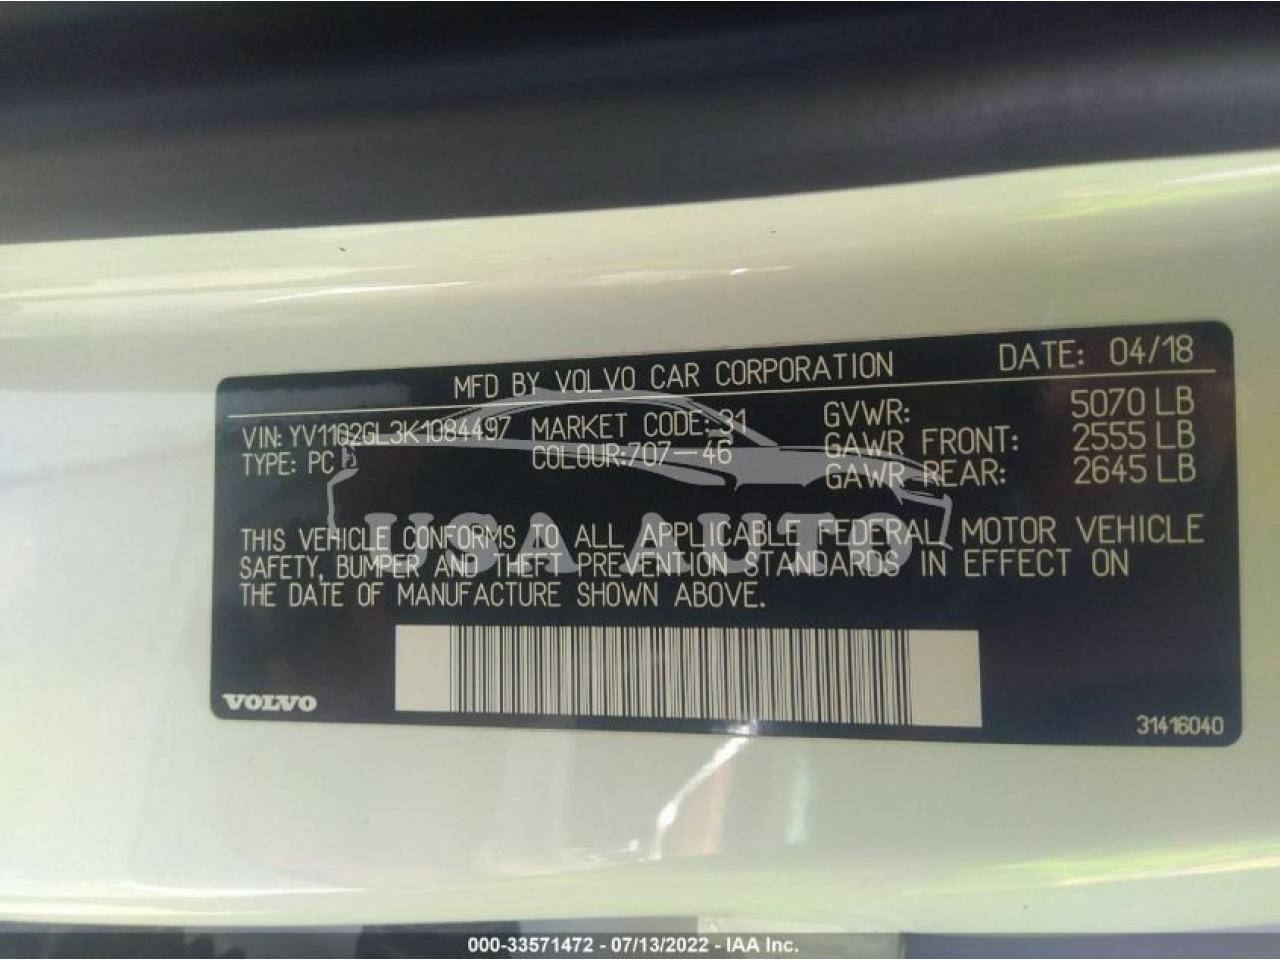 MFD BY VOLVO CAR CORPORATION DATE: 04/18
VIN: YV1102GL3K1084497 MARKET CODE: 31 GVWR: 5070 LB
TYPE: PC COLOUR:707-46 GAWR FRONT: 2555 LB
GAWR REAR: 2645 LB
USA AUTO
THIS VEHICLE CONFORMS TO ALL APPLICABLE FEDERAL MOTOR VEHICLE
SAFETY, BUMPER AND THEFT PREVENTION STANDARDS IN EFFECT ON
THE DATE OF MANUFACTURE SHOWN ABOVE.
VOLVO
31416040
000-33571472 - 07/13/2022 - IAA Inc.